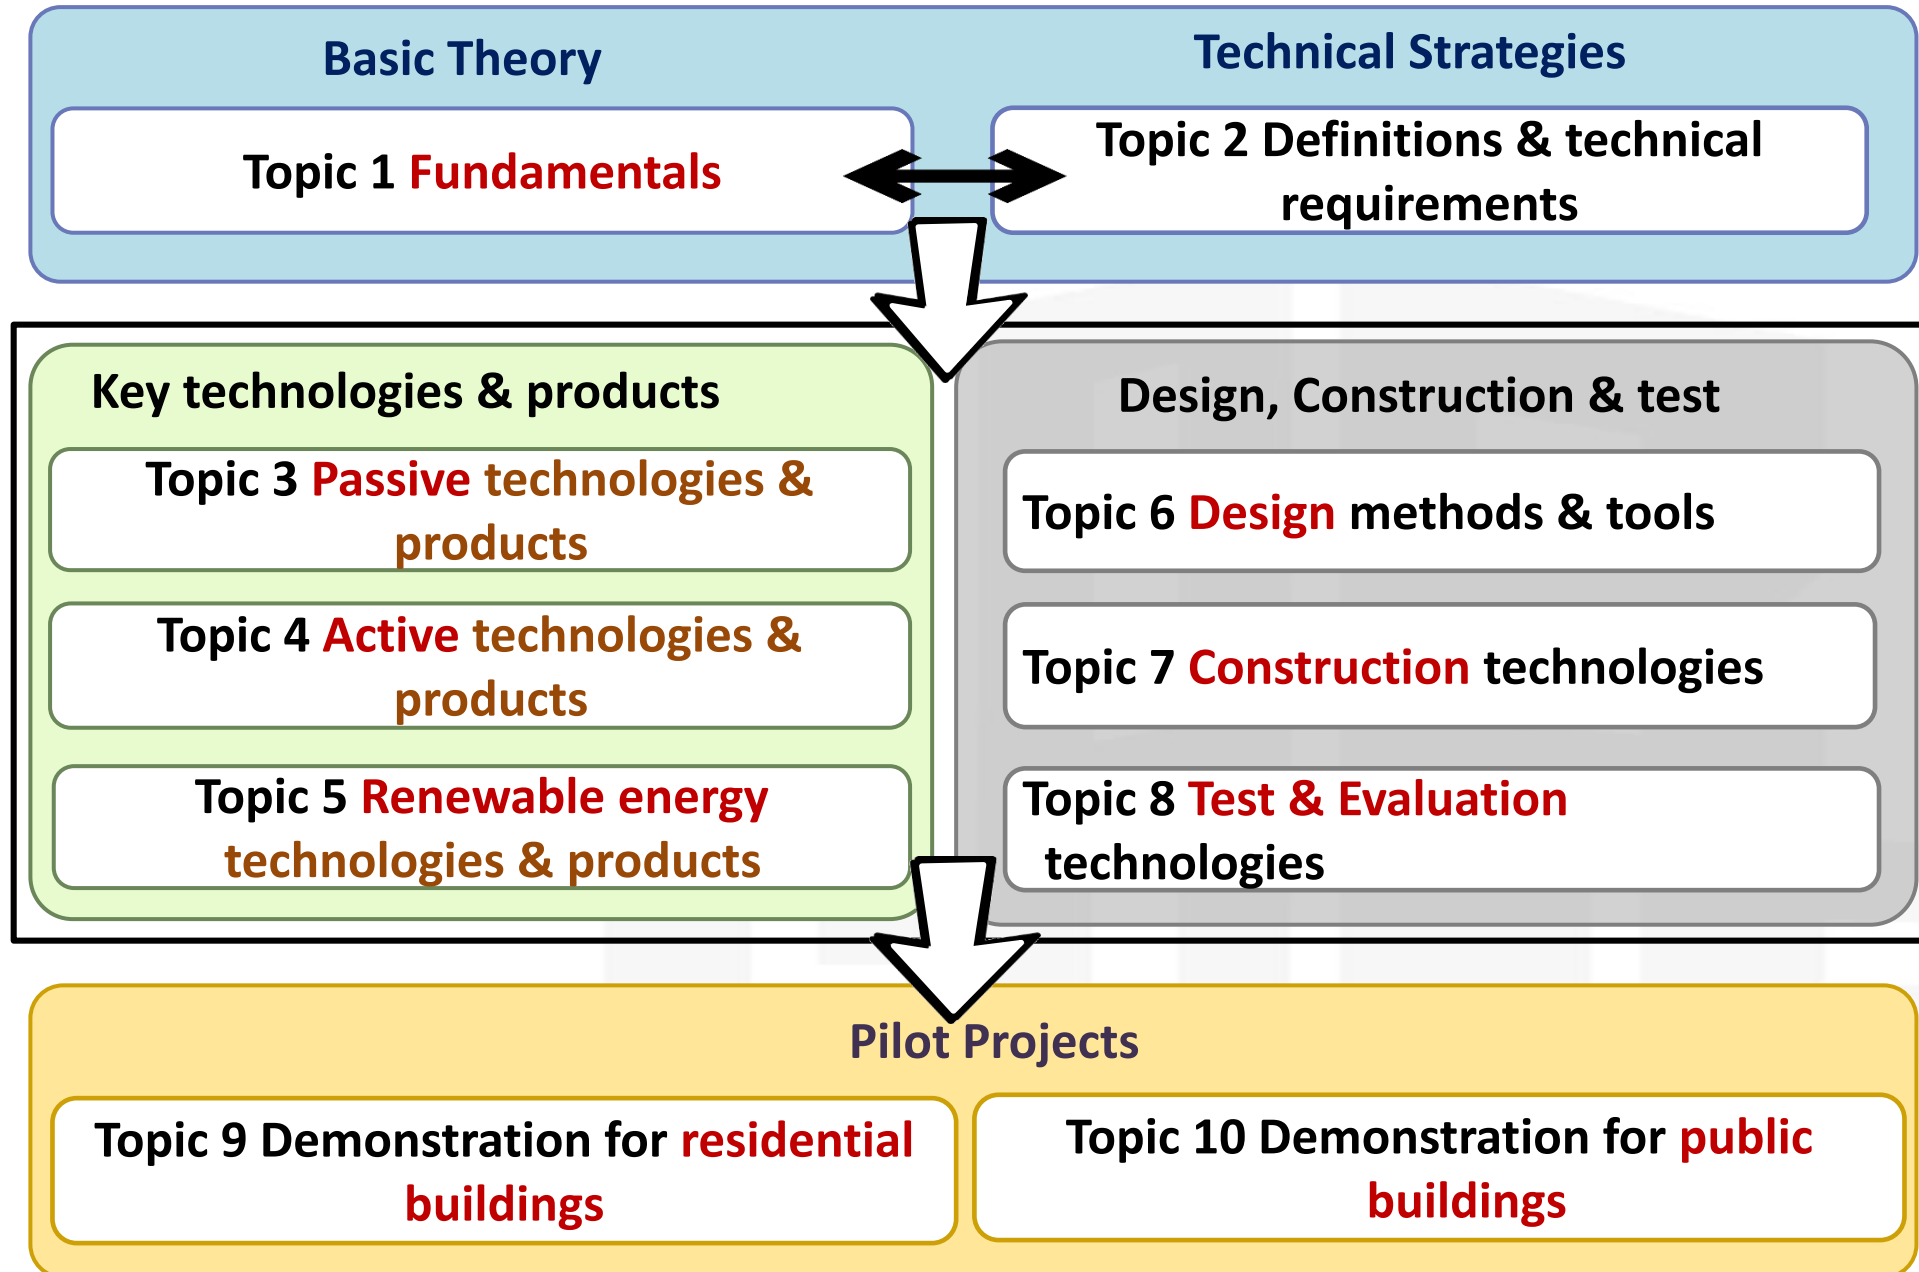 Basic Theory
Technical Strategies
Topic 1 Fundamentals
Topic 2 Definitions & technical
requirements
Key technologies & products
Topic 3 Passive technologies &
products
Topic 4 Active technologies &
products
Topic 5 Renewable energy
technologies & products
Design, Construction & test
Topic 6 Design methods & tools
Topic 7 Construction technologies
Topic 8 Test & Evaluation
technologies
Pilot Projects
Topic 9 Demonstration for residential
buildings
Topic 10 Demonstration for public
buildings